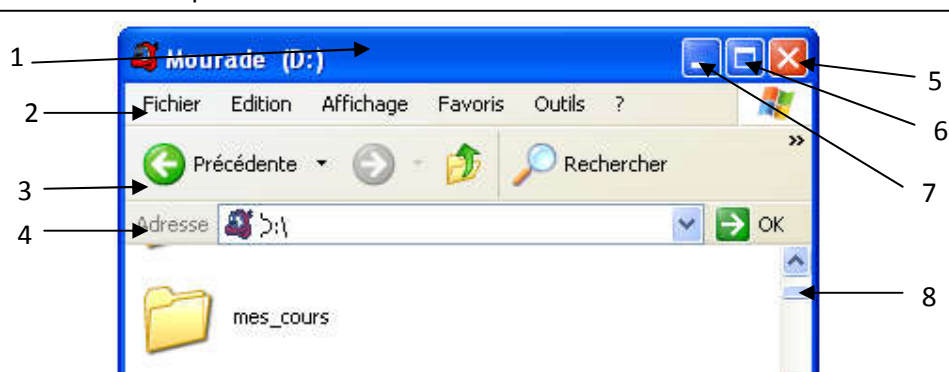 1 Mourade (D:) 5
2 Fichier Edition Affichage Favoris Outils ? 6
3 Précédente Rechercher » 7 7
4 Adresse OK
mes_cours 8